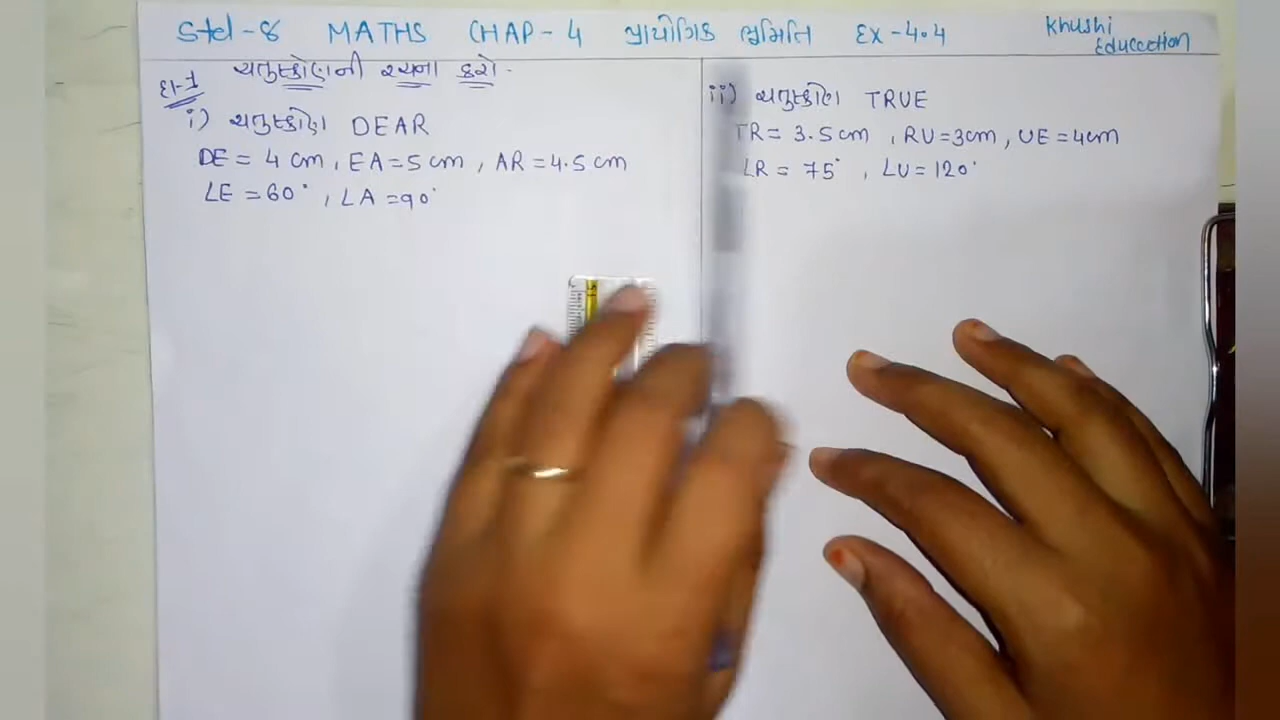 Std-8 MATHS CHAP-4 પ્રાયોગિક ભૂમિતિ EX-4.4
Khushi
Education
દા-1 ચતુષ્કોણની રચના કરો.
i) ચતુષ્કોણ DEAR
DE = 4 cm, EA=5 cm, AR=4.5 cm
∠E =60°, ∠A =90°
ii) ચતુષ્કોણ TRUE
TR= 3.5cm, RU=3cm, UE=4cm
∠R = 75°, ∠U=120°